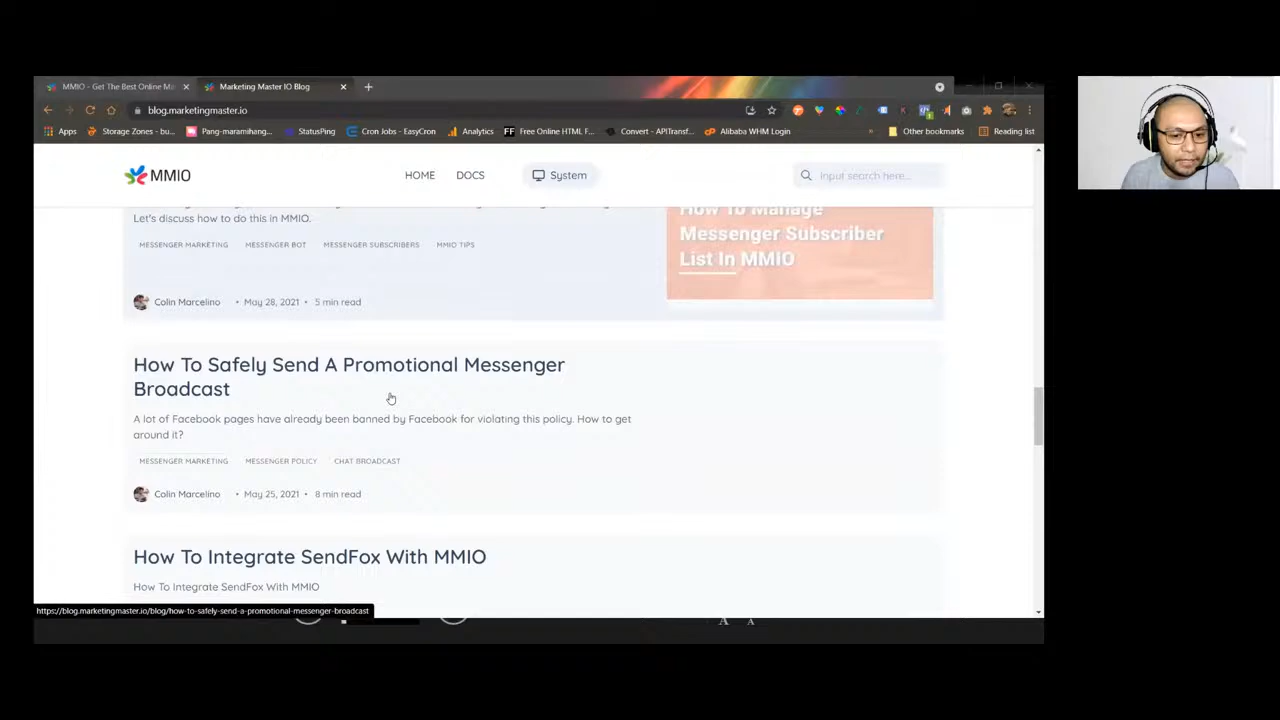 MMIO - Get The Best Online Ma
Marketing Master IO Blog
blog.marketingmaster.io
Apps
Storage Zones - bu...
Pang-maramihang...
StatusPing
Cron Jobs - EasyCron
Analytics
FF Free Online HTML F...
Convert - APITransf...
Alibaba WHM Login
»
Other bookmarks
Reading list
MMIO
HOME
DOCS
System
Input search here...
Let's discuss how to do this in MMIO.
MESSENGER MARKETING
MESSENGER BOT
MESSENGER SUBSCRIBERS
MMIO TIPS
Colin Marcelino • May 28, 2021 • 5 min read
How To Manage
Messenger Subscriber
List In MMIO
How To Safely Send A Promotional Messenger
Broadcast
A lot of Facebook pages have already been banned by Facebook for violating this policy. How to get
around it?
MESSENGER MARKETING
MESSENGER POLICY
CHAT BROADCAST
Colin Marcelino • May 25, 2021 • 8 min read
How To Integrate SendFox With MMIO
How To Integrate SendFox With MMIO
https://blog.marketingmaster.io/blog/how-to-safely-send-a-promotional-messenger-broadcast
A A